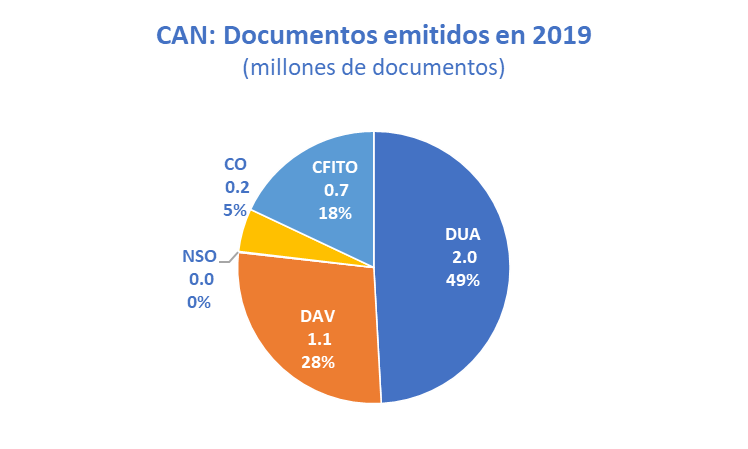 CAN: Documentos emitidos en 2019
(millones de documentos)
CO
0.2
5%
CFITO
0.7
18%
DUA
2.0
49%
NSO
0.0
0%
DAV
1.1
28%